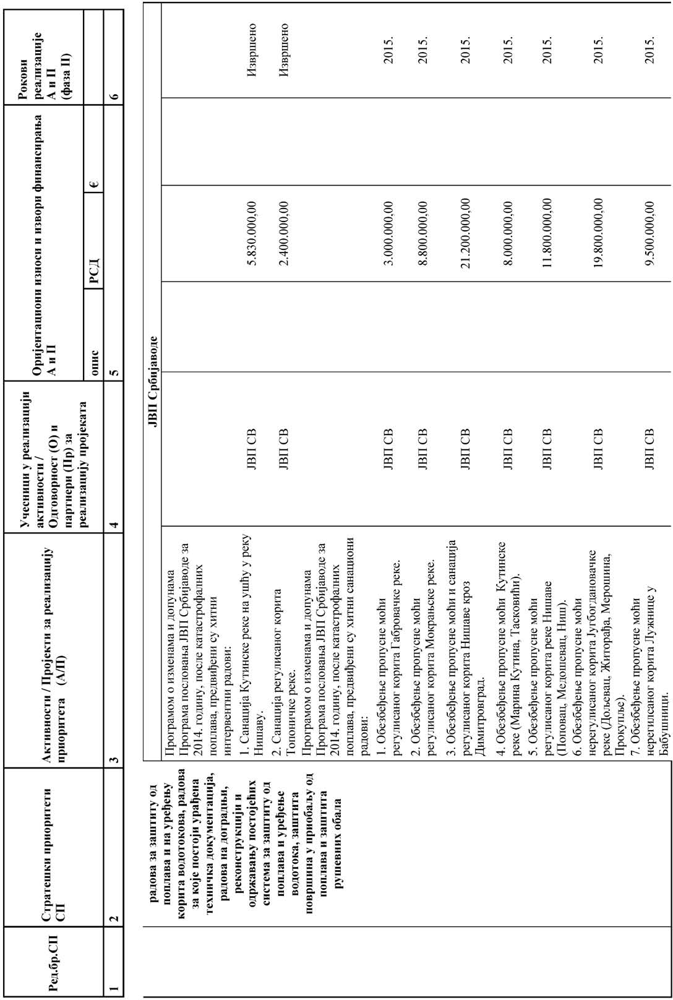 Ред.бр.СП
Стратешки приоритети
СП
Активности / Пројекти за реализацију
приоритета (А/П)
Учесници у реализацији
активности /
Одговорност (О) и
партнери (Пр) за
реализацију пројеката
Оријентациони износи и извори финансирања
А и П
опис
РСД
€
Рокови
реализације
А и П
(фаза II)
1
2
3
4
5
6
радова за заштиту од
поплава и на уређењу
корита водотокова, радова
за које постоји урађена
техничка документација,
радова на доградњи,
реконструкцији и
одржавању постојећих
система за заштиту од
поплава и уређење
водотока, заштита
површина у приобаљу од
поплава и заштита
рушевних обала
ЈВП Србијаводе
Програмом о изменама и допунама
Програма пословања ЈВП Србијаводе за
2014. годину, после катастрофалних
поплава, предвиђени су хитни
интервентни радови:
1. Санација Кутинске реке на ушћу у реку
Нишаву.
ЈВП СВ
5.830.000,00
Извршено
2. Санација регулисаног корита
Топоничке реке.
ЈВП СВ
2.400.000,00
Извршено
Програмом о изменама и допунама
Програма пословања ЈВП Србијаводе за
2014. годину, после катастрофалних
поплава, предвиђени су хитни санациони
радови:
1. Обезбеђење пропусне моћи
регулисаног корита Габровачке реке.
ЈВП СВ
3.000.000,00
2015.
2. Обезбеђење пропусне моћи
регулисаног корита Мокрањске реке.
ЈВП СВ
8.800.000,00
2015.
3. Обезбеђење пропусне моћи и санација
регулисаног корита Нишаве кроз
Димитровград.
ЈВП СВ
21.200.000,00
2015.
4. Обезбеђење пропусне моћи Кутинске
реке (Марина Кутина, Тасковићи).
ЈВП СВ
8.000.000,00
2015.
5. Обезбеђење пропусне моћи
регулисаног корита реке Нишаве
(Поповац, Медошевац, Ниш).
ЈВП СВ
11.800.000,00
2015.
6. Обезбеђење пропусне моћи
нерегулисаног корита Југбогдановачке
реке (Дољевац, Житорађа, Мерошина,
Прокупље).
ЈВП СВ
19.800.000,00
2015.
7. Обезбеђење пропусне моћи
нерегилсаног корита Лужнице у
Бабушници.
ЈВП СВ
9.500.000,00
2015.